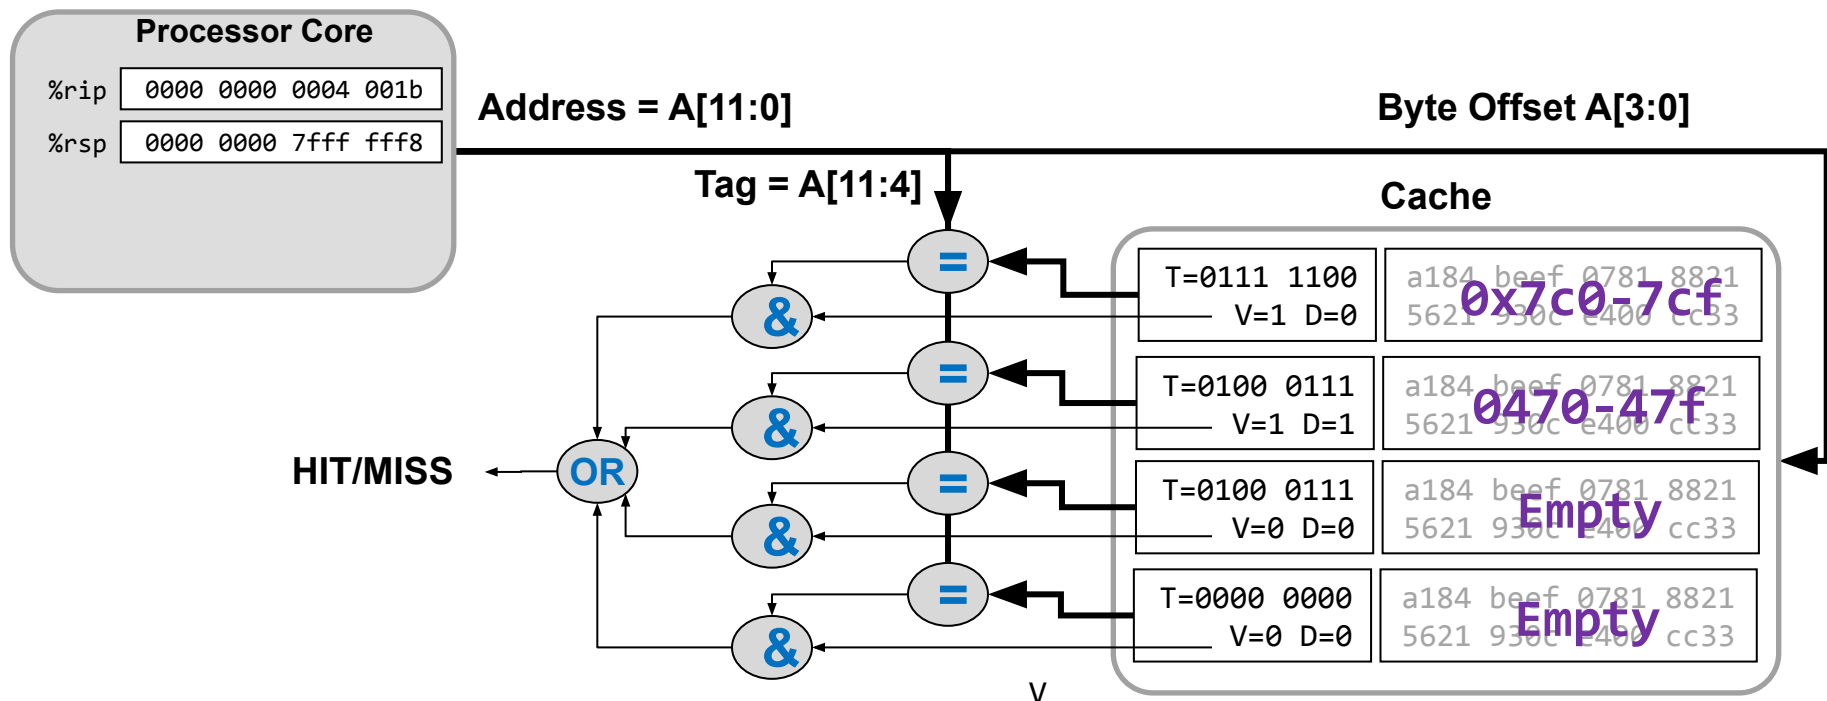 Processor Core
%rip 0000 0000 0004 001b
%rsp 0000 0000 7fff fff8
Address = A[11:0]
Byte Offset A[3:0]
Tag = A[11:4]
Cache
=
T=0111 1100
V=1 D=0
a184 beef 0781 8821
0x7c0-7cf
5621 930c e400 cc33
&
=
T=0100 0111
V=1 D=1
a184 beef 0781 8821
0470-47f
5621 930c e400 cc33
&
HIT/MISS
OR
=
T=0100 0111
V=0 D=0
a184 beef 0781 8821
Empty
5621 930c e400 cc33
&
=
T=0000 0000
V=0 D=0
a184 beef 0781 8821
Empty
5621 930c e400 cc33
&
V